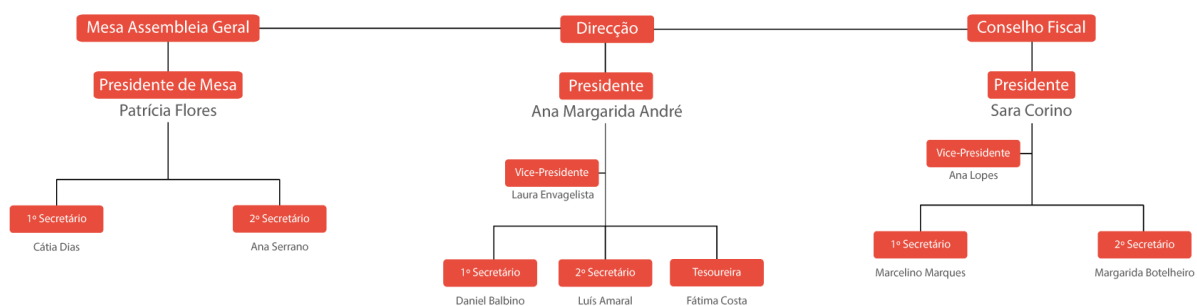 Mesa Assembleia Geral
Direcção
Conselho Fiscal
Presidente de Mesa
Patrícia Flores
Presidente
Ana Margarida André
Presidente
Sara Corino
Vice-Presidente
Laura Envagelista
Vice-Presidente
Ana Lopes
1º Secretário
Cátia Dias
2º Secretário
Ana Serrano
1º Secretário
Daniel Balbino
2º Secretário
Luís Amaral
Tesoureira
Fátima Costa
1º Secretário
Marcelino Marques
2º Secretário
Margarida Botelheiro